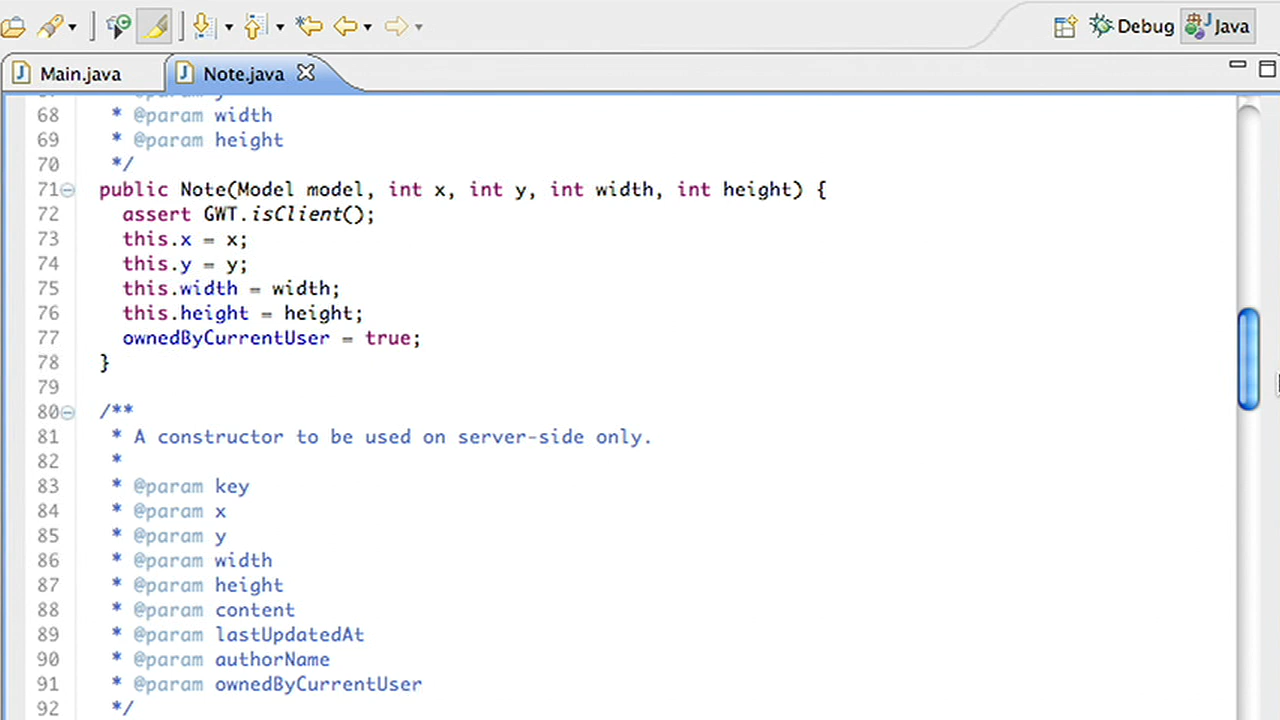 Debug Java
Main.java Note.java
68 * @param width
69 * @param height
70 */
71 public Note(Model model, int x, int y, int width, int height) {
72 assert GWT.isClient();
73 this.x = x;
74 this.y = y;
75 this.width = width;
76 this.height = height;
77 ownedByCurrentUser = true;
78 }
79
80 /**
81 * A constructor to be used on server-side only.
82 *
83 * @param key
84 * @param x
85 * @param y
86 * @param width
87 * @param height
88 * @param content
89 * @param lastUpdatedAt
90 * @param authorName
91 * @param ownedByCurrentUser
92 */